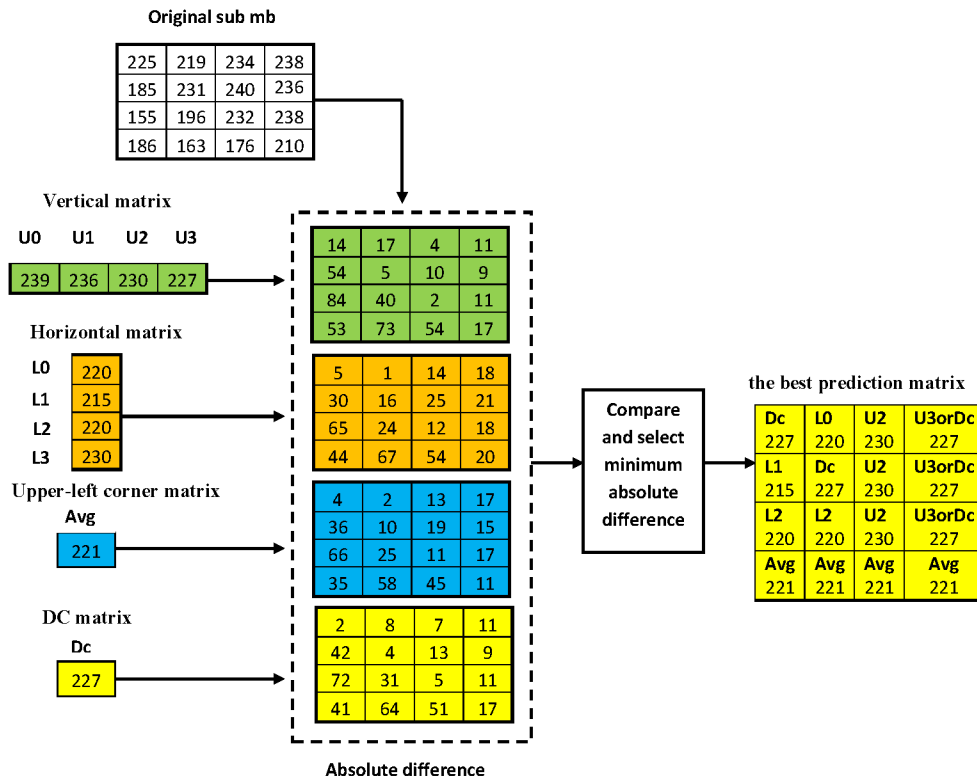 Original sub mb
225 219 234 238
185 231 240 236
155 196 232 238
186 163 176 210
Vertical matrix
U0 U1 U2 U3
239 236 230 227
14 17 4 11
54 5 10 9
84 40 2 11
53 73 54 17
Horizontal matrix
L0 220
L1 215
L2 220
L3 230
5 1 14 18
30 16 25 21
65 24 12 18
44 67 54 20
Upper-left corner matrix
Avg
221
4 2 13 17
36 10 19 15
66 25 11 17
35 58 45 11
DC matrix
Dc
227
2 8 7 11
42 4 13 9
72 31 5 11
41 64 51 17
Absolute difference
Compare
and select
minimum
absolute
difference
the best prediction matrix
Dc L0 U2 U3orDc
227 220 230 227
L1 Dc U2 U3orDc
215 227 230 227
L2 L2 U2 U3orDc
220 220 230 227
Avg Avg Avg Avg
221 221 221 221